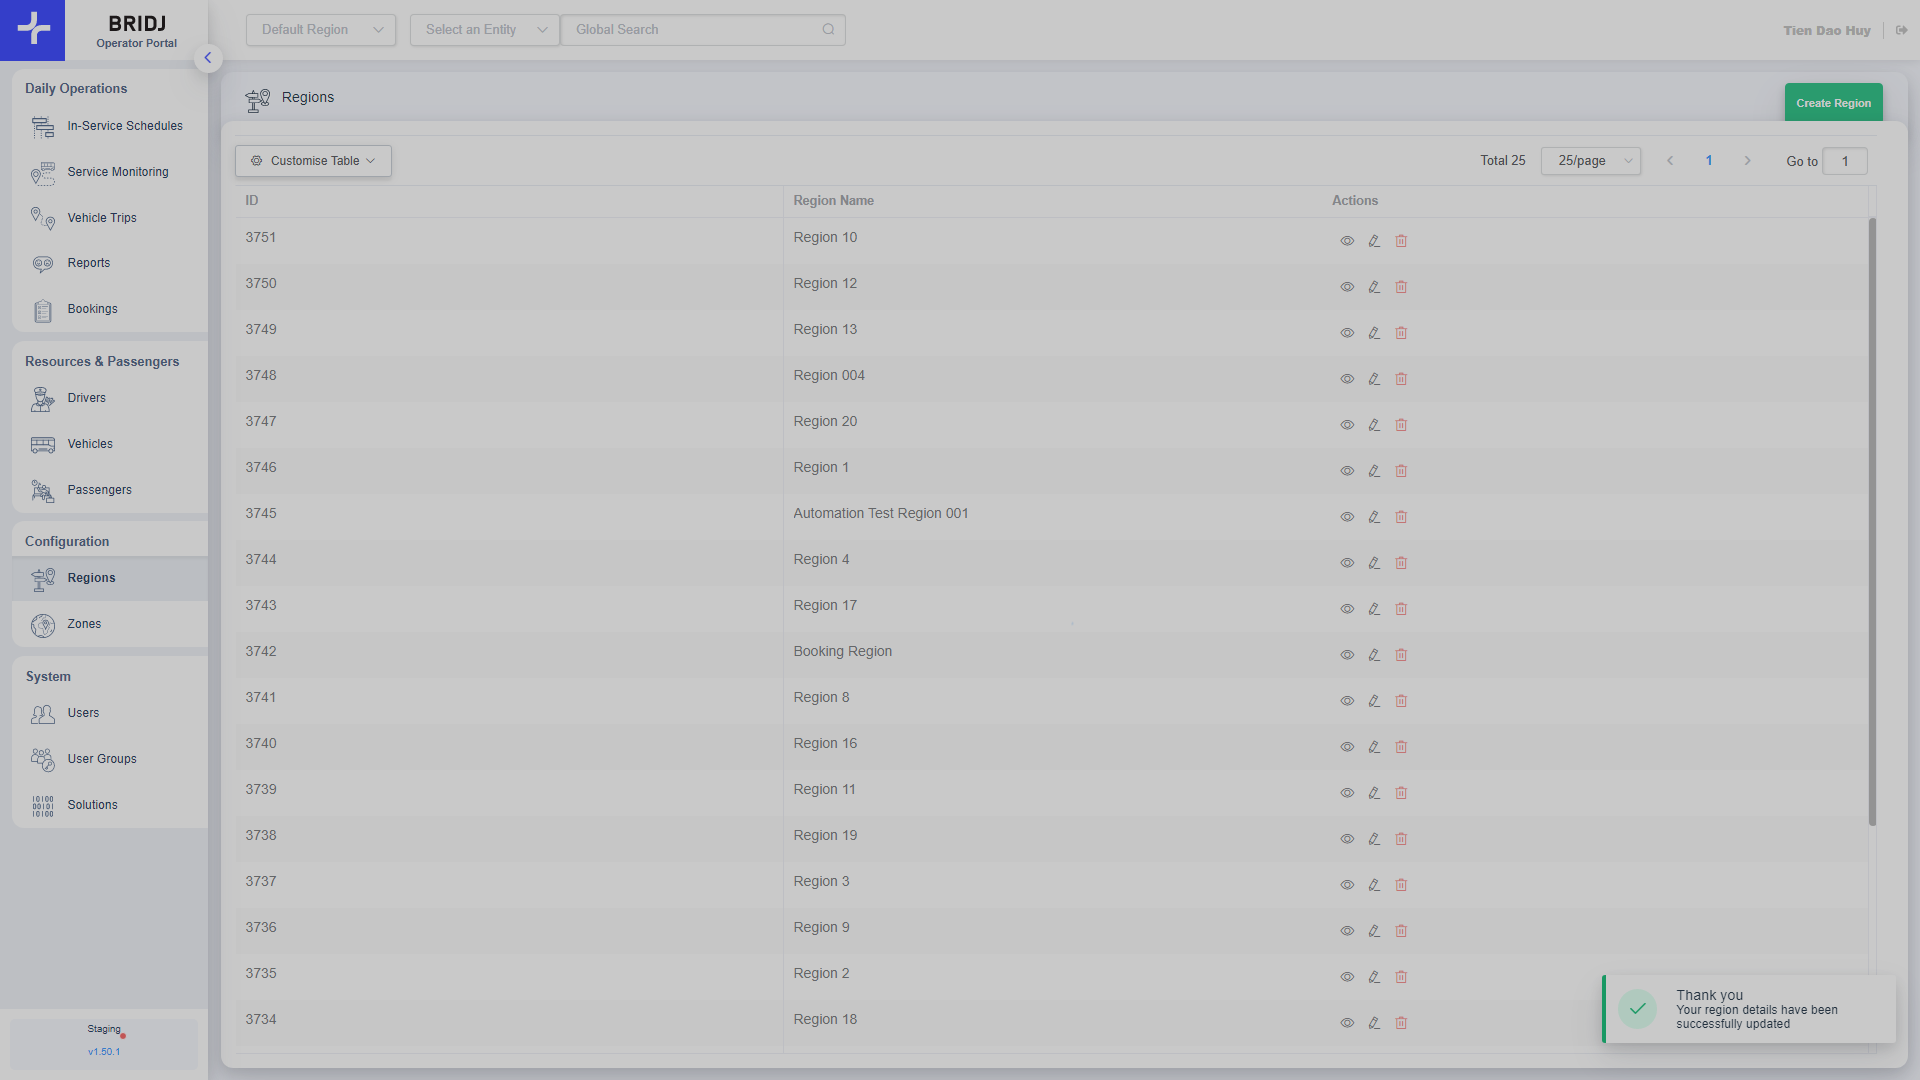 BRIDJ
Operator Portal
Default Region
Select an Entity
Global Search
Tien Dao Huy
Daily Operations
In-Service Schedules
Service Monitoring
Vehicle Trips
Reports
Bookings
Resources & Passengers
Drivers
Vehicles
Passengers
Configuration
Regions
Zones
System
Users
User Groups
10100
00101
10100
Solutions
Staging
v1.50.1
Regions
Create Region
Customise Table
Total 25
25/page
1
Go to
1
ID Region Name Actions
3751 Region 10
3750 Region 12
3749 Region 13
3748 Region 004
3747 Region 20
3746 Region 1
3745 Automation Test Region 001
3744 Region 4
3743 Region 17
3742 Booking Region
3741 Region 8
3740 Region 16
3739 Region 11
3738 Region 19
3737 Region 3
3736 Region 9
3735 Region 2
3734 Region 18
Thank you
Your region details have been
successfully updated